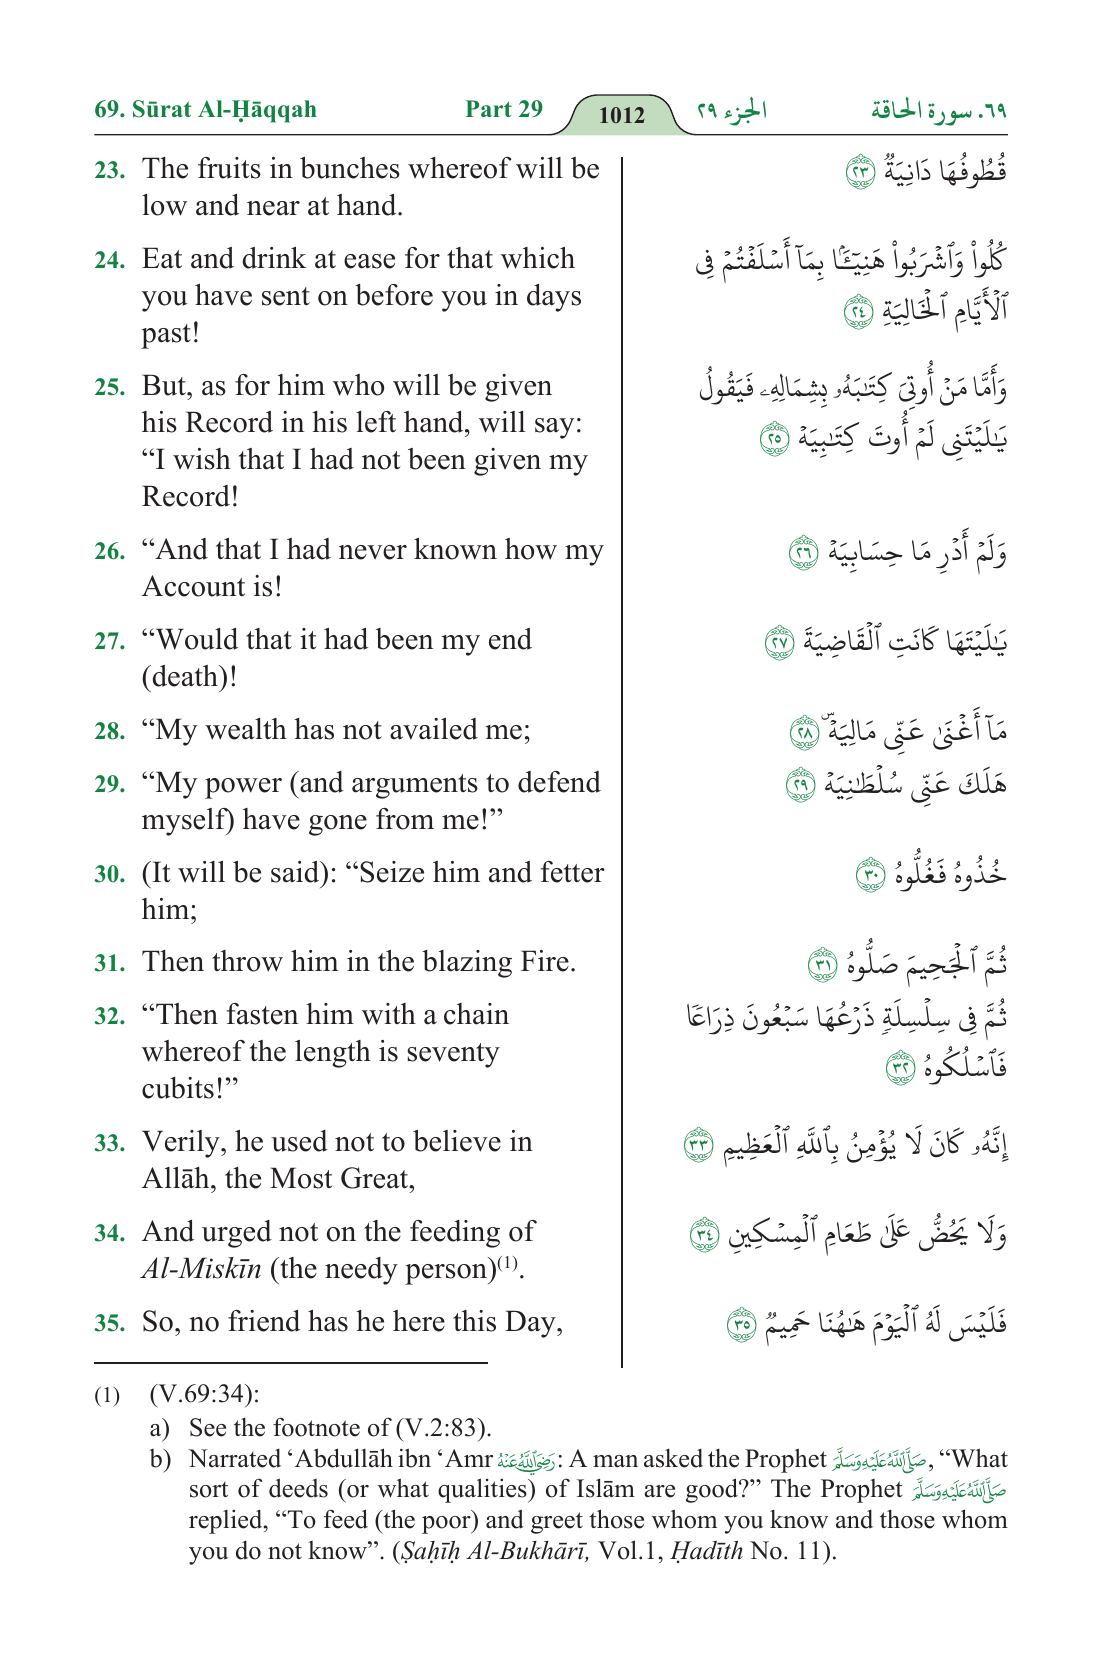 69. Sūrat Al-Ḥāqqah Part 29 1012 الجزء ٢٩ ٦٩. سورة الحاقة
23. The fruits in bunches whereof will be
low and near at hand.
24. Eat and drink at ease for that which
you have sent on before you in days
past!
25. But, as for him who will be given
his Record in his left hand, will say:
“I wish that I had not been given my
Record!
26. “And that I had never known how my
Account is!
27. “Would that it had been my end
(death)!
28. “My wealth has not availed me;
29. “My power (and arguments to defend
myself) have gone from me!”
30. (It will be said): “Seize him and fetter
him;
31. Then throw him in the blazing Fire.
32. “Then fasten him with a chain
whereof the length is seventy
cubits!”
33. Verily, he used not to believe in
Allāh, the Most Great,
34. And urged not on the feeding of
Al-Miskīn (the needy person)(1).
35. So, no friend has he here this Day,
قُطُوفُهَا دَانِيَةٌ ٢٣
كُلُواْ وَٱشۡرَبُواْ هَنِيٓـَٔۢا بِمَآ أَسۡلَفۡتُمۡ فِي
ٱلۡأَيَّامِ ٱلۡخَالِيَةِ ٢٤
وَأَمَّا مَنۡ أُوتِيَ كِتَٰبَهُۥ بِشِمَالِهِۦ فَيَقُولُ
يَٰلَيۡتَنِي لَمۡ أُوتَ كِتَٰبِيَهۡ ٢٥
وَلَمۡ أَدۡرِ مَا حِسَابِيَهۡ ٢٦
يَٰلَيۡتَهَا كَانَتِ ٱلۡقَاضِيَةَ ٢٧
مَآ أَغۡنَىٰ عَنِّي مَالِيَهۡۜ ٢٨
هَلَكَ عَنِّي سُلۡطَٰنِيَهۡ ٢٩
خُذُوهُ فَغُلُّوهُ ٣٠
ثُمَّ ٱلۡجَحِيمَ صَلُّوهُ ٣١
ثُمَّ فِي سِلۡسِلَةٖ ذَرۡعُهَا سَبۡعُونَ ذِرَاعٗا
فَٱسۡلُكُوهُ ٣٢
إِنَّهُۥ كَانَ لَا يُؤۡمِنُ بِٱللَّهِ ٱلۡعَظِيمِ ٣٣
وَلَا يَحُضُّ عَلَىٰ طَعَامِ ٱلۡمِسۡكِينِ ٣٤
فَلَيۡسَ لَهُ ٱلۡيَوۡمَ هَٰهُنَا حَمِيمٞ ٣٥
(1) (V.69:34):
a) See the footnote of (V.2:83).
b) Narrated ‘Abdullāh ibn ‘Amr رَضِيَ اللَّهُ عَنْهُ: A man asked the Prophet صَلَّى اللَّهُ عَلَيْهِ وَسَلَّمَ, “What
sort of deeds (or what qualities) of Islām are good?” The Prophet صَلَّى اللَّهُ عَلَيْهِ وَسَلَّمَ
replied, “To feed (the poor) and greet those whom you know and those whom
you do not know”. (Ṣaḥīḥ Al-Bukhārī, Vol.1, Ḥadīth No. 11).